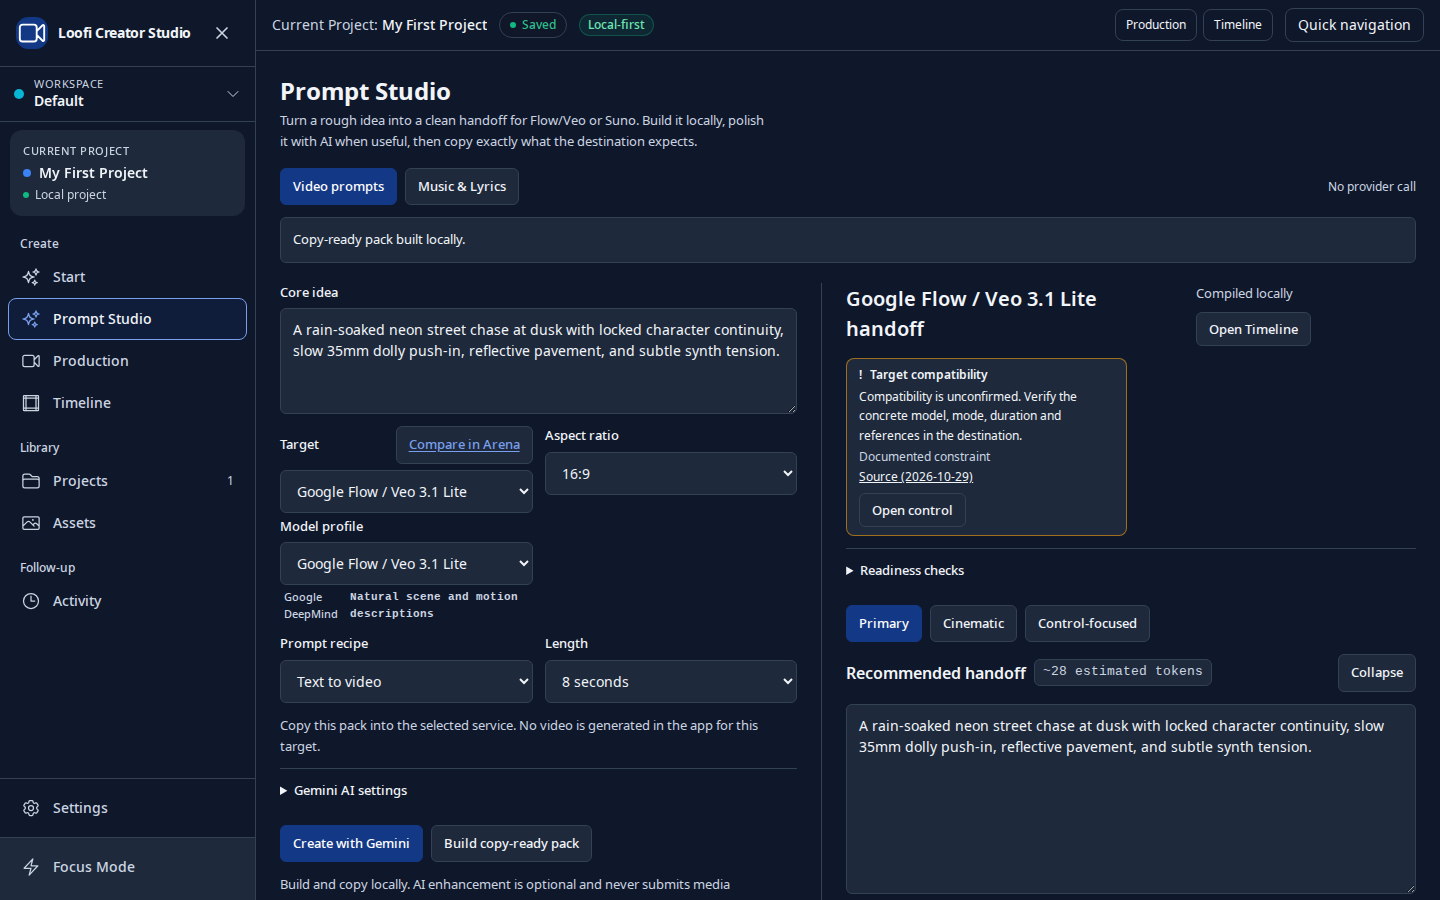 Loofi Creator Studio
WORKSPACE
Default
CURRENT PROJECT
My First Project
Local project
Create
Start
Prompt Studio
Production
Timeline
Library
Projects 1
Assets
Follow-up
Activity
Settings
Focus Mode
Current Project: My First Project Saved Local-first Production Timeline Quick navigation
Prompt Studio
Turn a rough idea into a clean handoff for Flow/Veo or Suno. Build it locally, polish
it with AI when useful, then copy exactly what the destination expects.
Video prompts Music & Lyrics No provider call
Copy-ready pack built locally.
Core idea
A rain-soaked neon street chase at dusk with locked character continuity,
slow 35mm dolly push-in, reflective pavement, and subtle synth tension.
Target Compare in Arena
Google Flow / Veo 3.1 Lite
Aspect ratio
16:9
Model profile
Google Flow / Veo 3.1 Lite
Google
DeepMind
Natural scene and motion
descriptions
Prompt recipe
Text to video
Length
8 seconds
Copy this pack into the selected service. No video is generated in the app for this
target.
Gemini AI settings
Create with Gemini Build copy-ready pack
Build and copy locally. AI enhancement is optional and never submits media
Google Flow / Veo 3.1 Lite
handoff
Compiled locally
Open Timeline
! Target compatibility
Compatibility is unconfirmed. Verify the
concrete model, mode, duration and
references in the destination.
Documented constraint
Source (2026-10-29)
Open control
Readiness checks
Primary Cinematic Control-focused
Recommended handoff ~28 estimated tokens Collapse
A rain-soaked neon street chase at dusk with locked character continuity, slow
35mm dolly push-in, reflective pavement, and subtle synth tension.